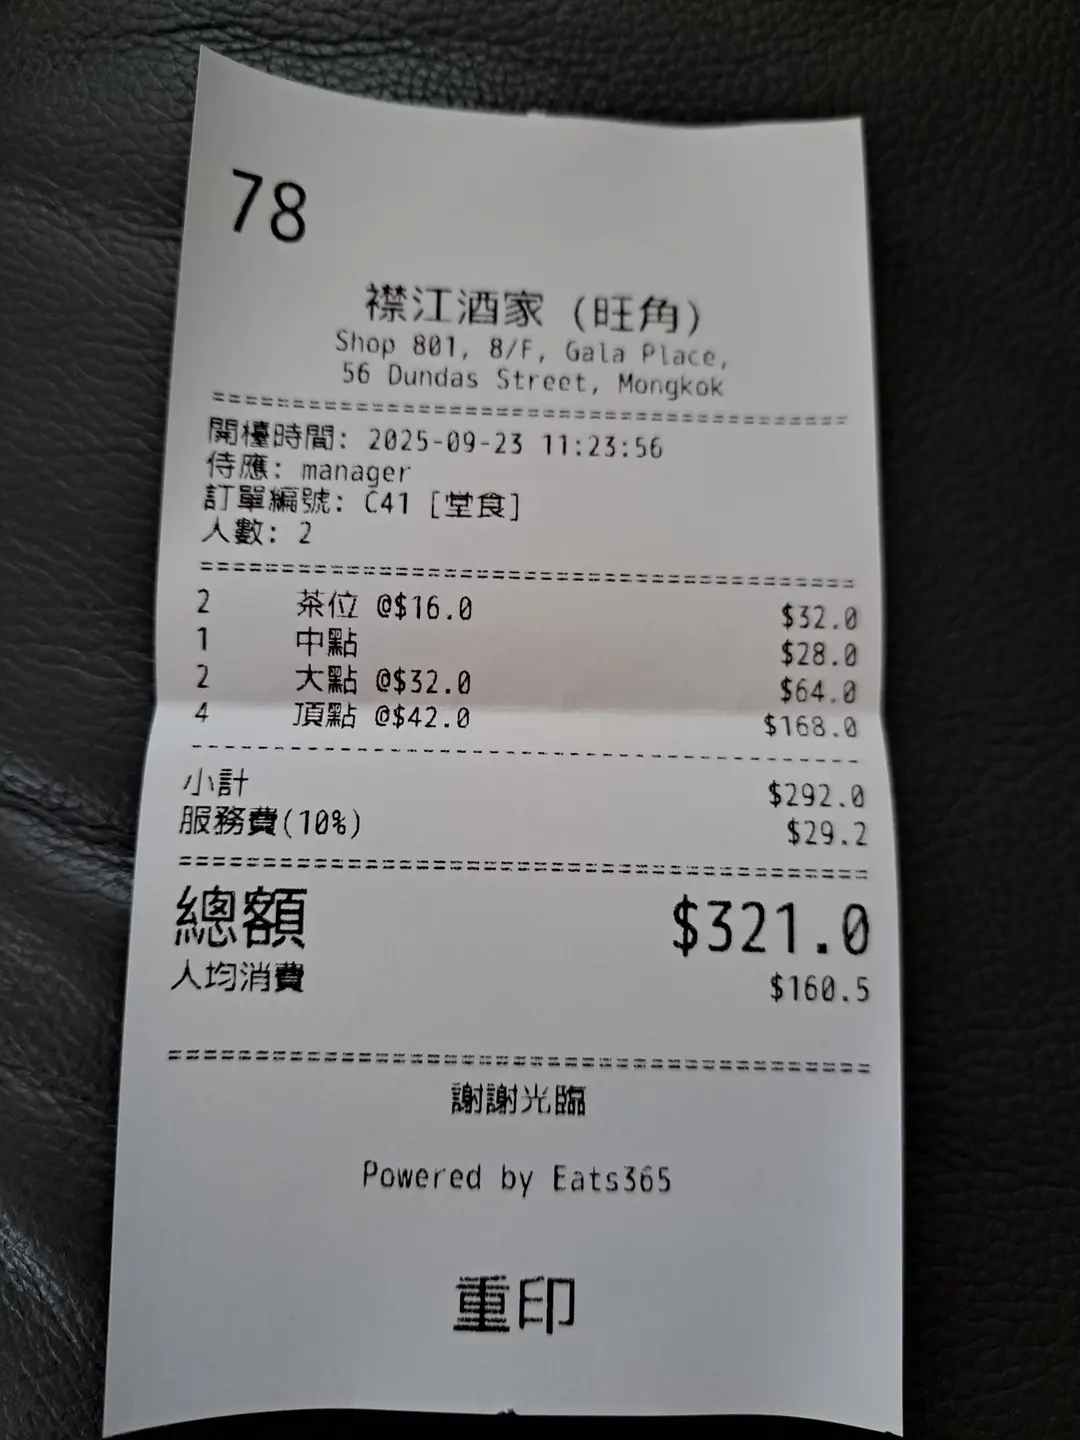 78
襟江酒家 (旺角)
Shop 801, 8/F, Gala Place,
56 Dundas Street, Mongkok
開檯時間: 2025-09-23 11:23:56
侍應: manager
訂單編號: C41 [堂食]
人數: 2
2 茶位 @$16.0 $32.0
1 中點 $28.0
2 大點 @$32.0 $64.0
4 頂點 @$42.0 $168.0
小計 $292.0
服務費(10%) $29.2
總額 $321.0
人均消費 $160.5
謝謝光臨
Powered by Eats365
重印